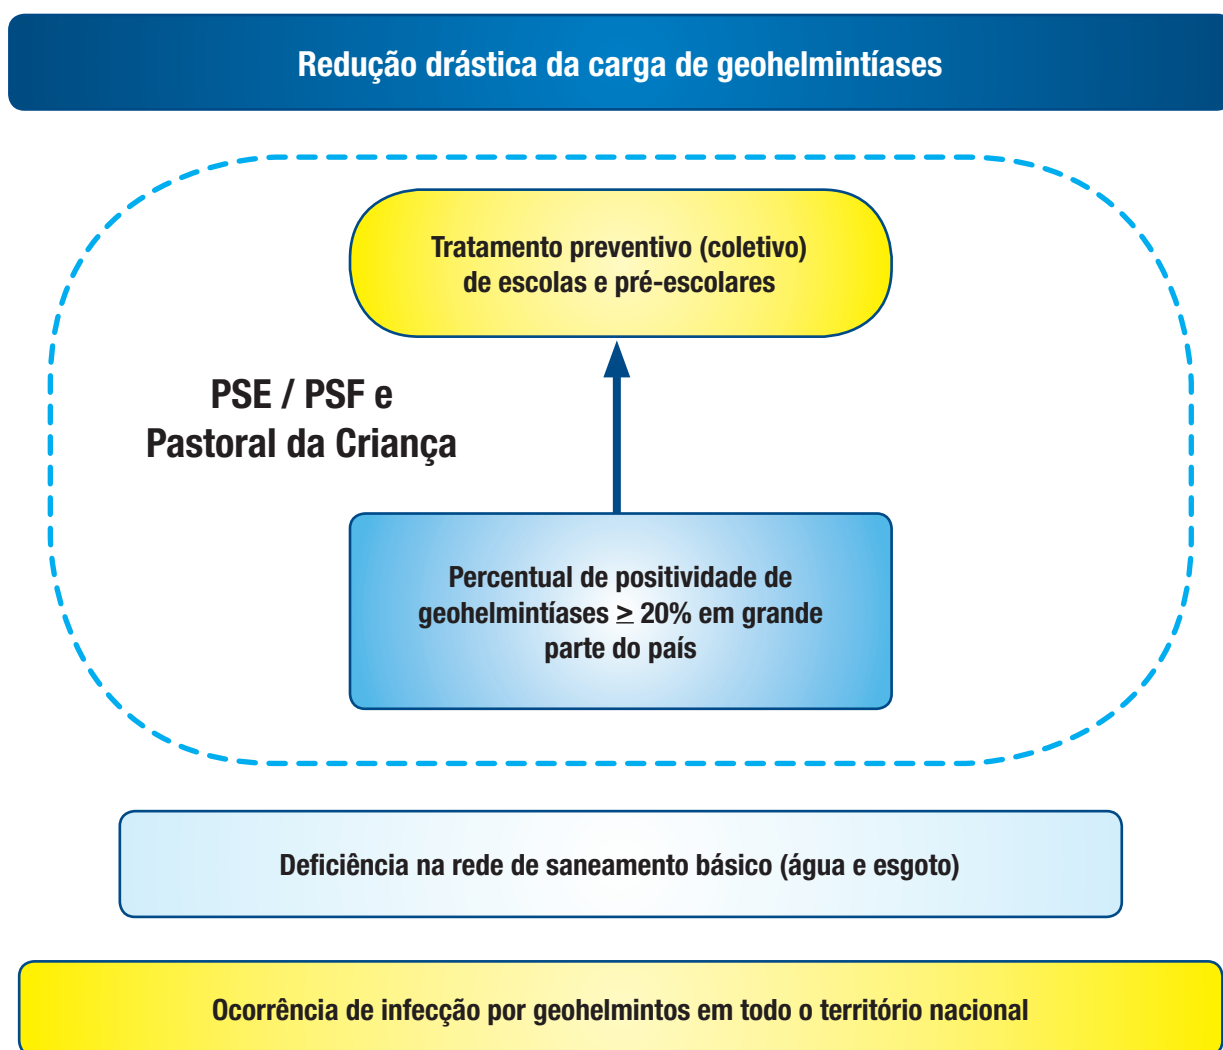 Redução drástica da carga de geohelmintíases
Tratamento preventivo (coletivo)
de escolas e pré-escolares
PSE / PSF e
Pastoral da Criança
Percentual de positividade de
geohelmintíases ≥ 20% em grande
parte do país
Deficiência na rede de saneamento básico (água e esgoto)
Ocorrência de infecção por geohelmintos em todo o território nacional